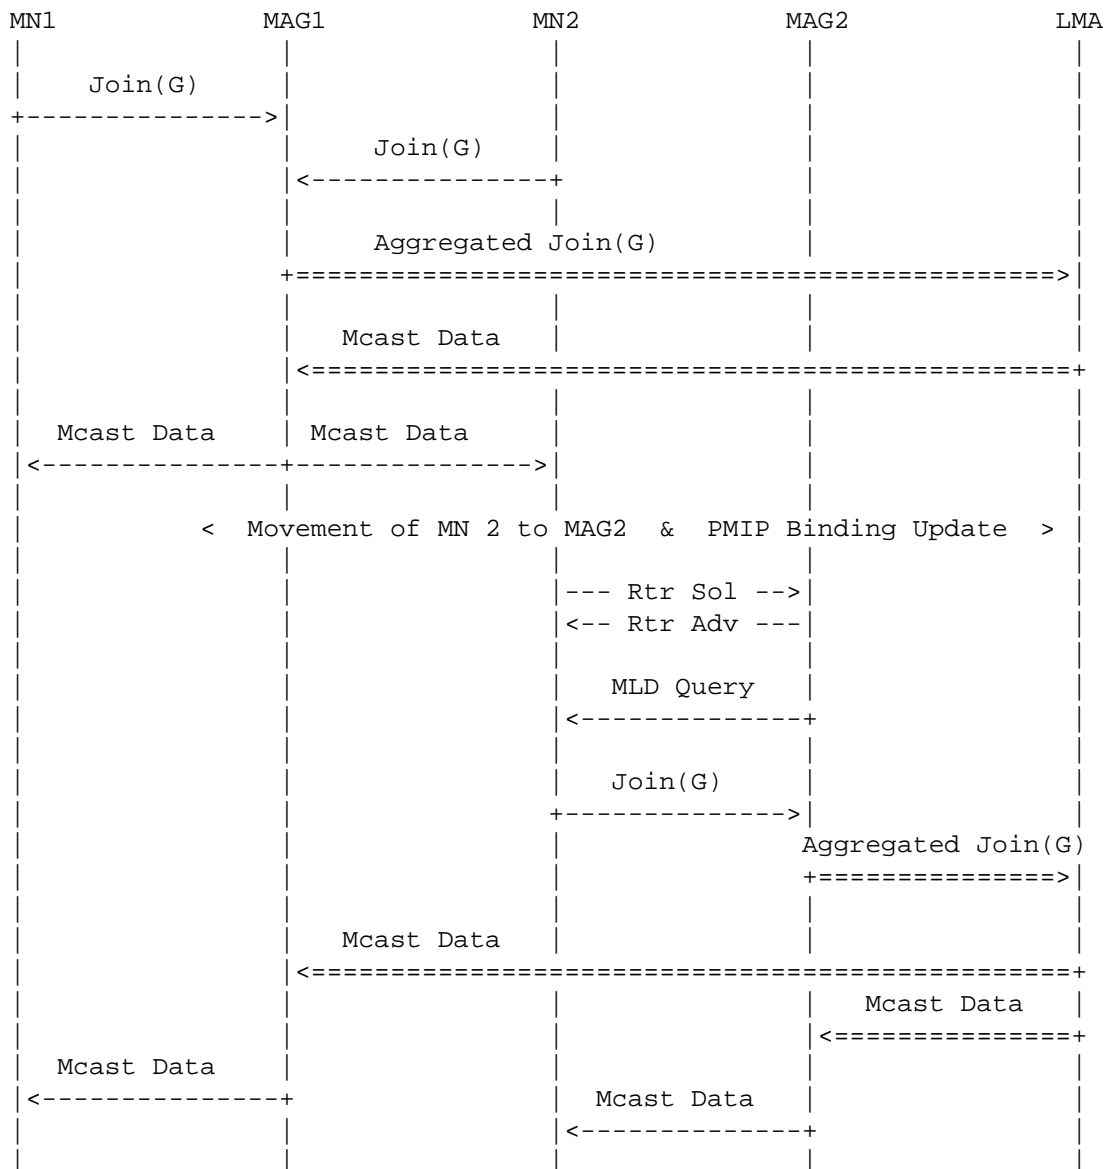 MN1 MAG1 MN2 MAG2 LMA
Join(G)
Join(G)
Aggregated Join(G)
Mcast Data
Mcast Data Mcast Data
< Movement of MN 2 to MAG2 & PMIP Binding Update >
--- Rtr Sol -->
<-- Rtr Adv ---
MLD Query
Join(G)
Aggregated Join(G)
Mcast Data
Mcast Data
Mcast Data
Mcast Data